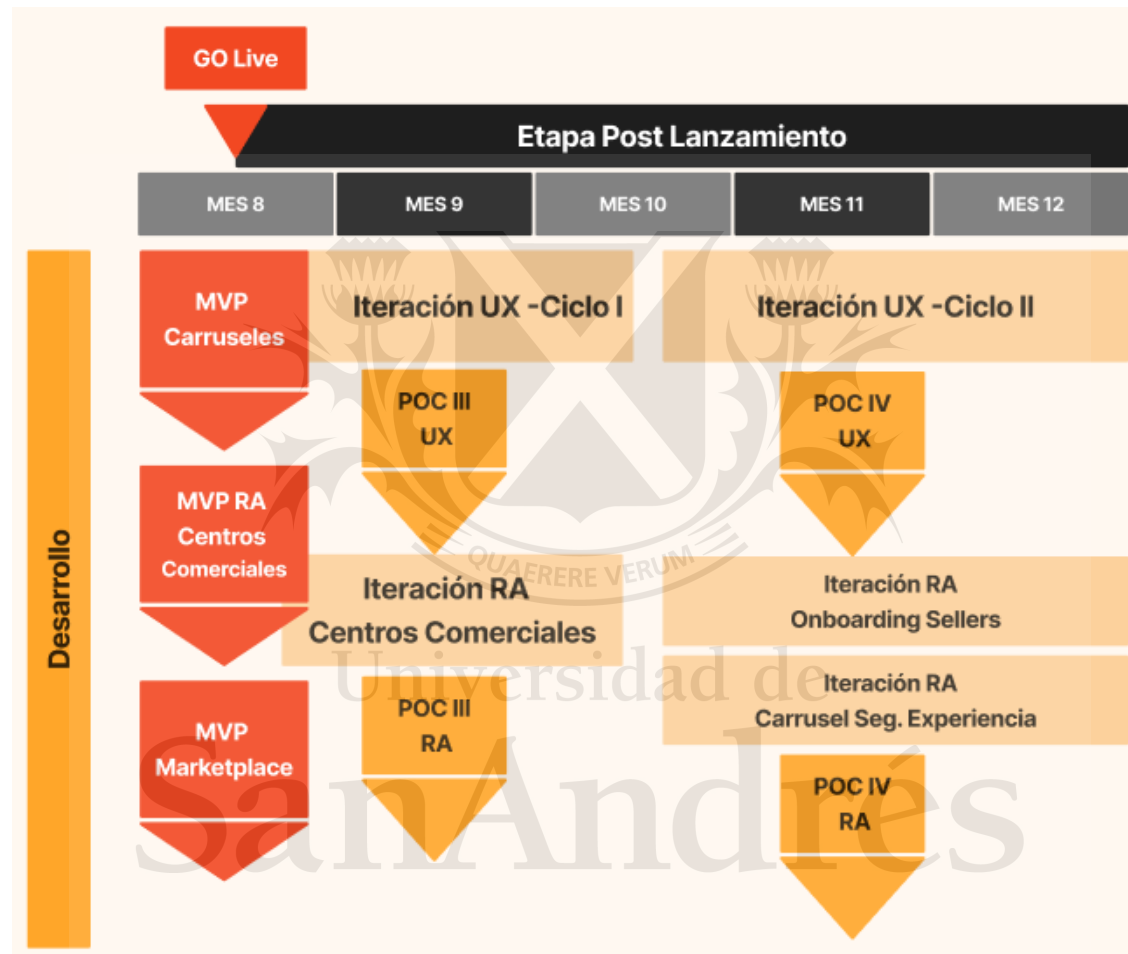 GO Live
Etapa Post Lanzamiento
MES 8
MES 9
MES 10
MES 11
MES 12
Desarrollo
MVP
Carruseles
Iteración UX -Ciclo I
Iteración UX -Ciclo II
POC III
UX
POC IV
UX
MVP RA
Centros
Comerciales
Iteración RA
Centros Comerciales
Iteración RA
Onboarding Sellers
Iteración RA
Carrusel Seg. Experiencia
MVP
Marketplace
POC III
RA
POC IV
RA
QUAERERE VERUM
Universidad de
SanAndrés